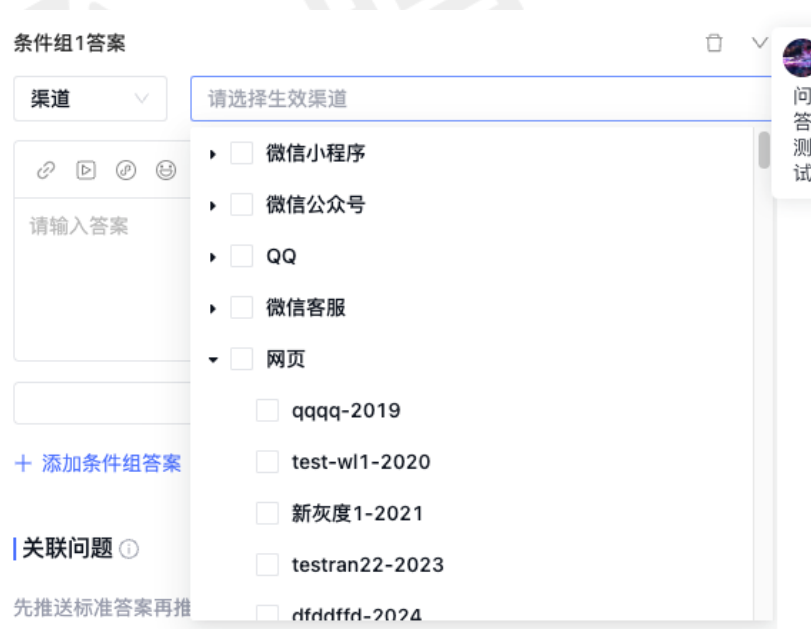 条件组1答案
渠道
请选择生效渠道
问
答
测
试
微信小程序
微信公众号
QQ
微信客服
网页
qqqq-2019
test-wl1-2020
新灰度1-2021
testran22-2023
dfddffd-2024
请输入答案
+ 添加条件组答案
关联问题
先推送标准答案再推